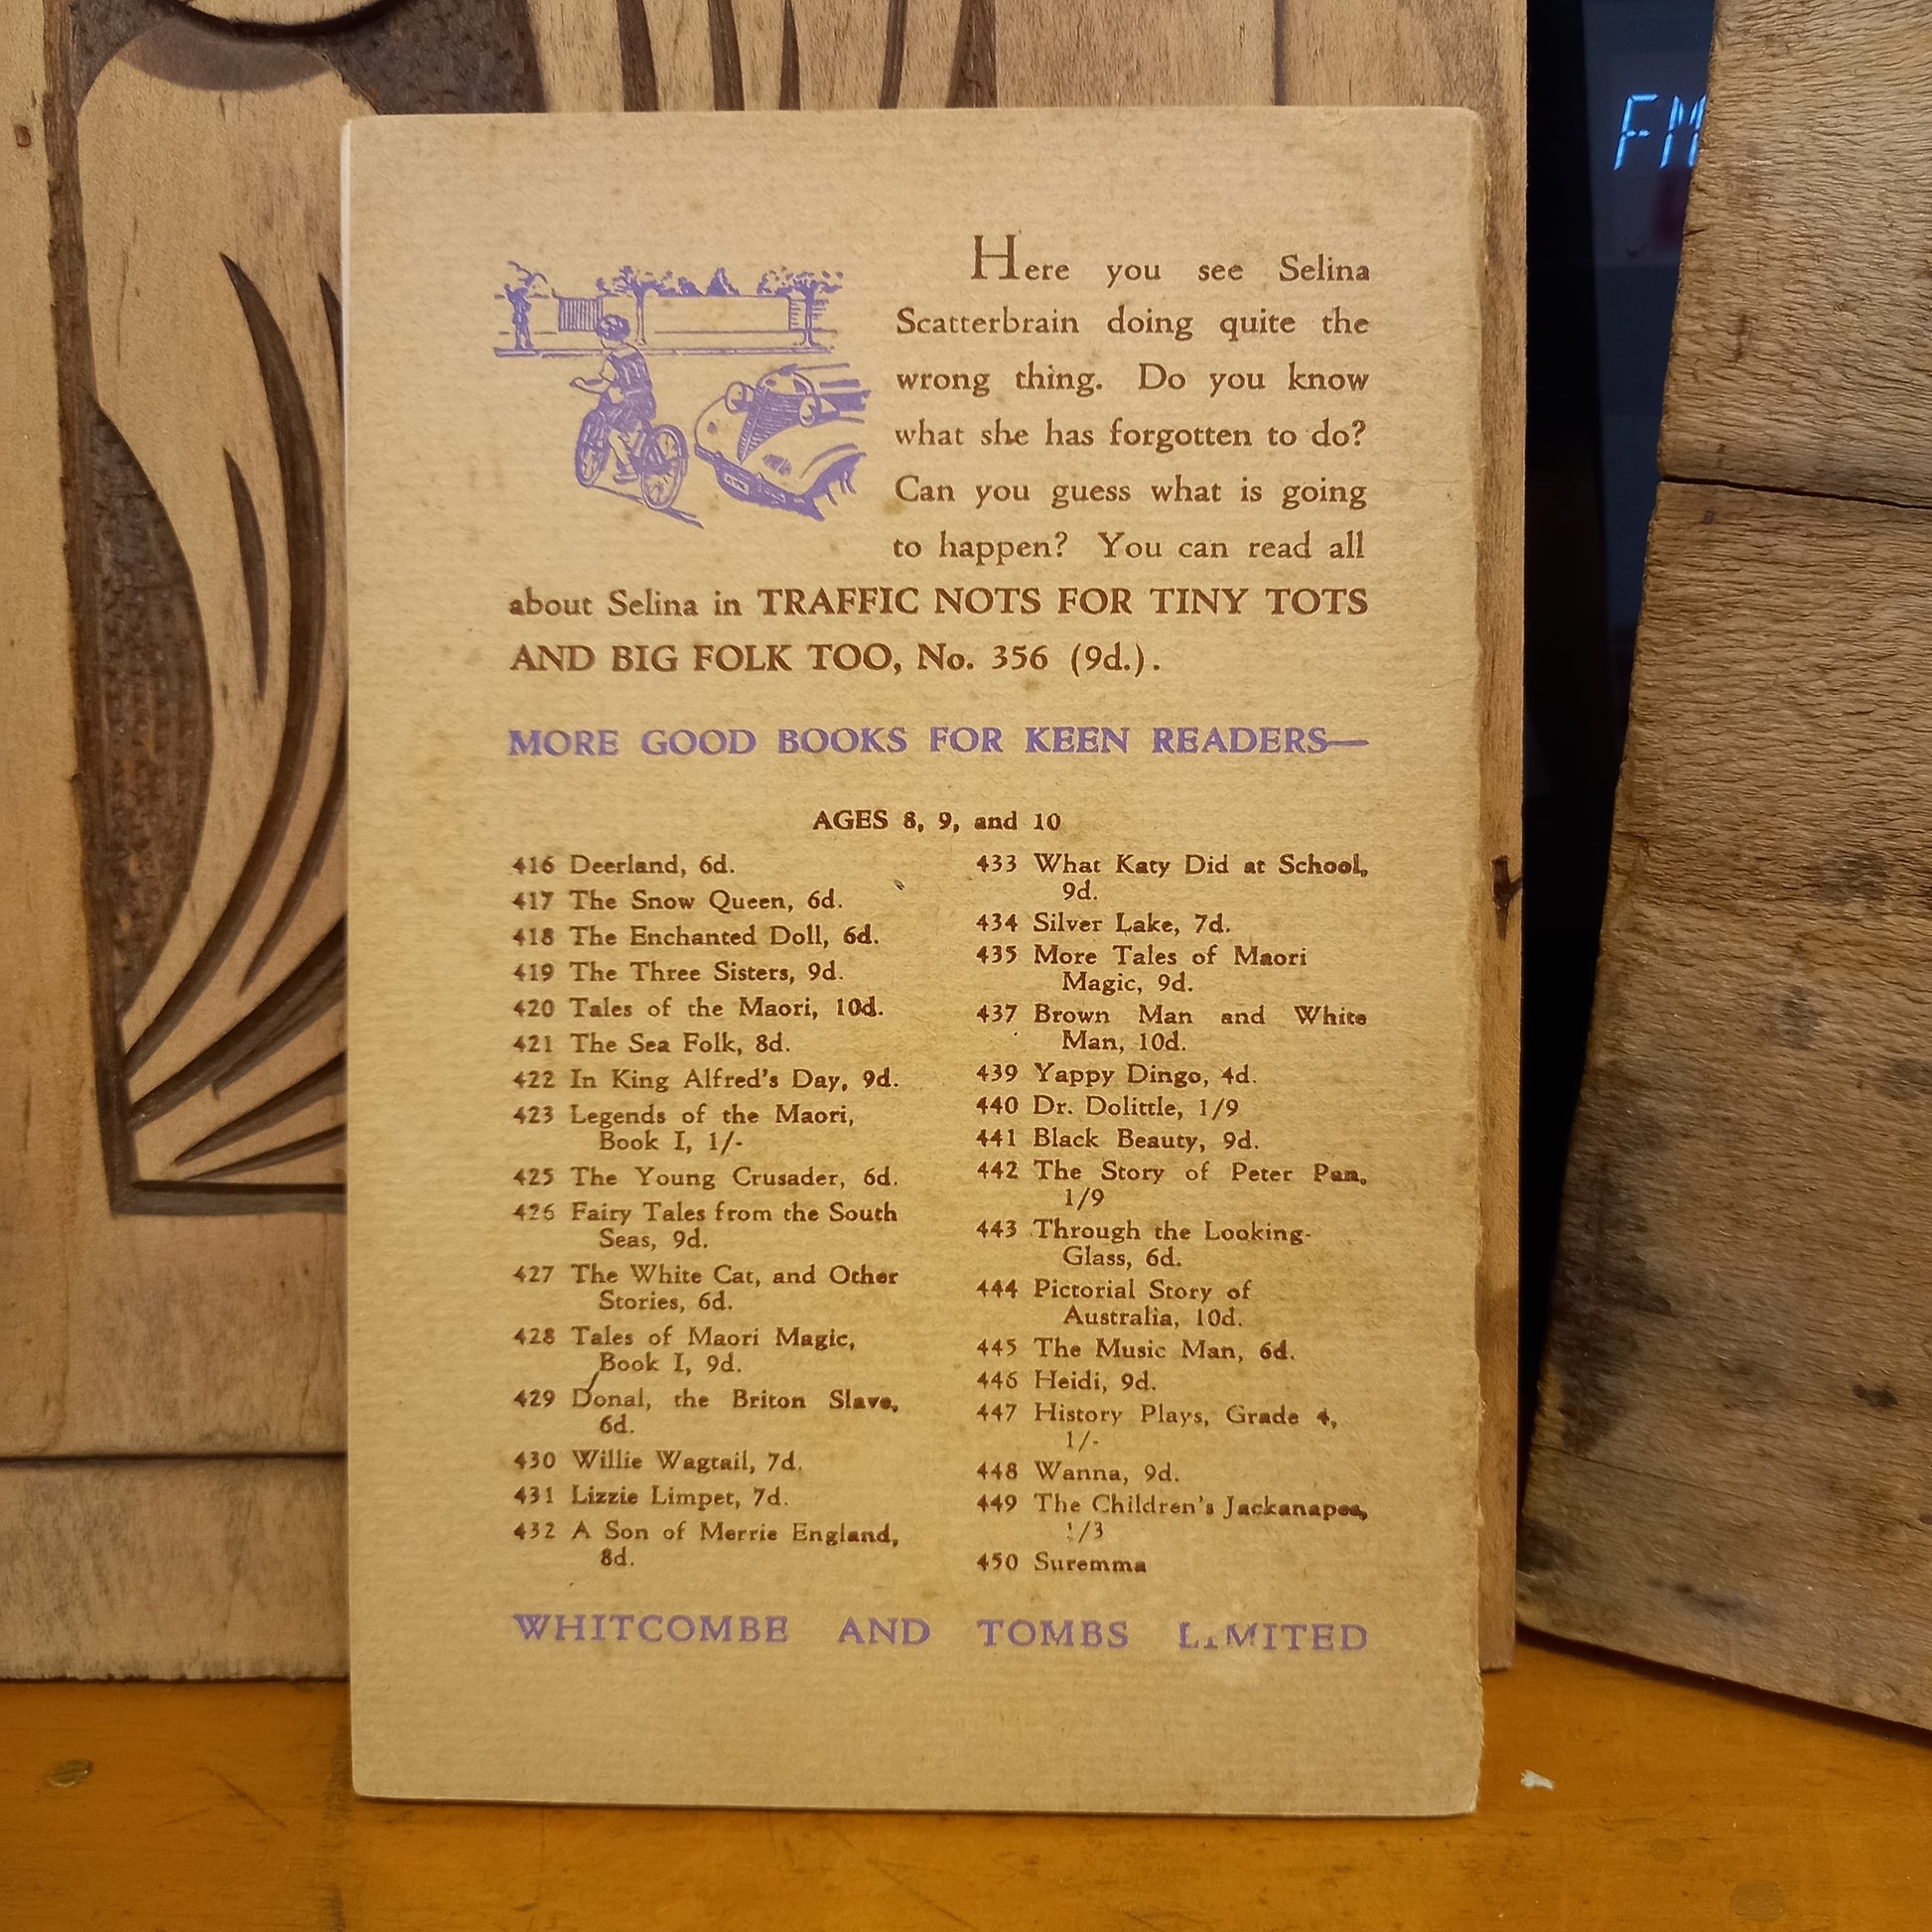 FM
Here you see Selina
Scatterbrain doing quite the
wrong thing. Do you know
what she has forgotten to do?
Can you guess what is going
to happen? You can read all
about Selina in TRAFFIC NOTS FOR TINY TOTS
AND BIG FOLK TOO, No. 356 (9d.).
MORE GOOD BOOKS FOR KEEN READERS—
AGES 8, 9, and 10
416 Deerland, 6d.
417 The Snow Queen, 6d.
418 The Enchanted Doll, 6d.
419 The Three Sisters, 9d.
420 Tales of the Maori, 10d.
421 The Sea Folk, 8d.
422 In King Alfred's Day, 9d.
423 Legends of the Maori,
Book I, 1/-
425 The Young Crusader, 6d.
426 Fairy Tales from the South
Seas, 9d.
427 The White Cat, and Other
Stories, 6d.
428 Tales of Maori Magic,
Book I, 9d.
429 Donal, the Briton Slave,
6d.
430 Willie Wagtail, 7d.
431 Lizzie Limpet, 7d.
432 A Son of Merrie England,
8d.
433 What Katy Did at School,
9d.
434 Silver Lake, 7d.
435 More Tales of Maori
Magic, 9d.
437 Brown Man and White
Man, 10d.
439 Yappy Dingo, 4d.
440 Dr. Dolittle, 1/9
441 Black Beauty, 9d.
442 The Story of Peter Pan,
1/9
443 Through the Looking-
Glass, 6d.
444 Pictorial Story of
Australia, 10d.
445 The Music Man, 6d.
446 Heidi, 9d.
447 History Plays, Grade 4,
1/-
448 Wanna, 9d.
449 The Children's Jackanapes,
1/3
450 Suremma
WHITCOMBE AND TOMBS LIMITED